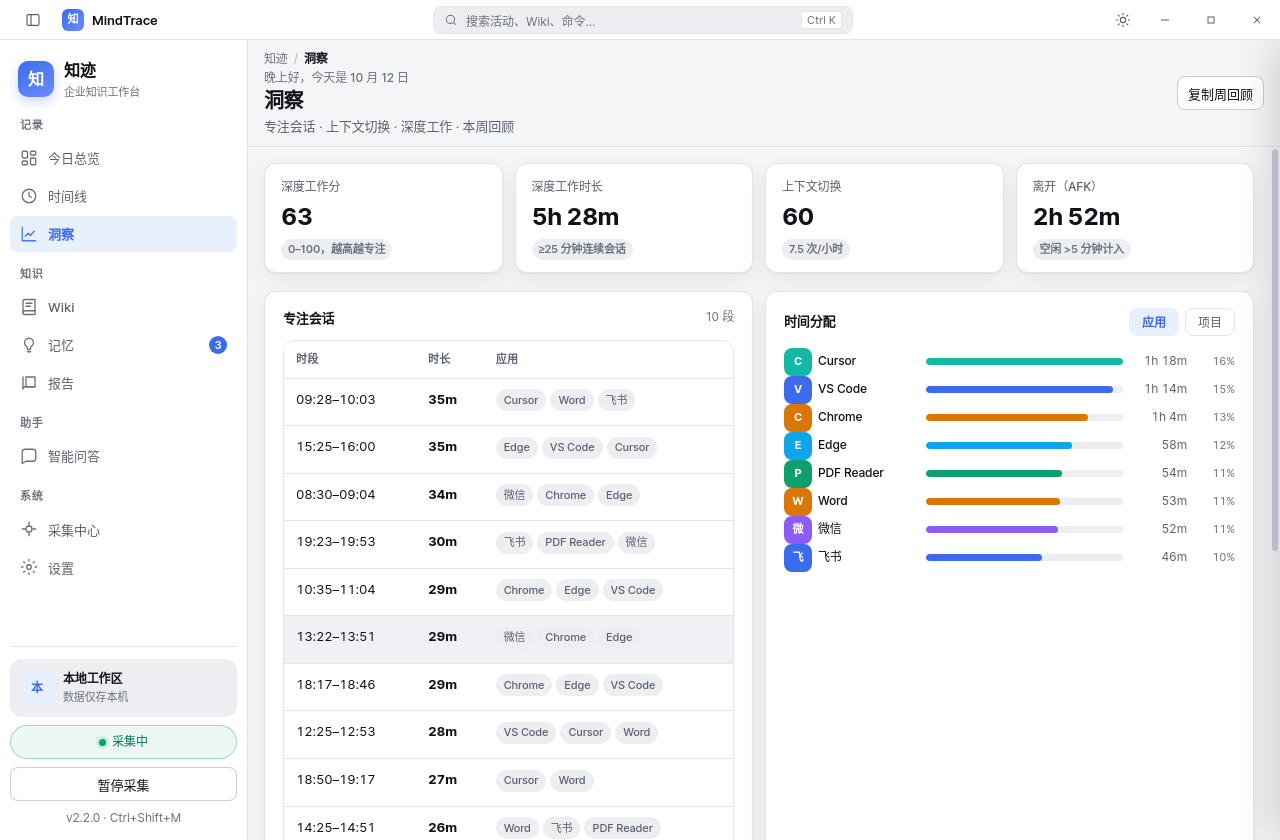 知 MindTrace
搜索活动、Wiki、命令... Ctrl K
知 知迹
企业知识工作台
记录
今日总览
时间线
洞察
知识
Wiki
记忆 3
报告
助手
智能问答
系统
采集中心
设置
本 本地工作区
数据仅存本机
采集中
暂停采集
v2.2.0 · Ctrl+Shift+M
知迹 / 洞察
晚上好，今天是 10 月 12 日
洞察
专注会话 · 上下文切换 · 深度工作 · 本周回顾
复制周回顾
深度工作分
63
0–100，越高越专注
深度工作时长
5h 28m
≥25 分钟连续会话
上下文切换
60
7.5 次/小时
离开（AFK）
2h 52m
空闲 >5 分钟计入
专注会话 10 段
时段 时长 应用
09:28–10:03 35m Cursor Word 飞书
15:25–16:00 35m Edge VS Code Cursor
08:30–09:04 34m 微信 Chrome Edge
19:23–19:53 30m 飞书 PDF Reader 微信
10:35–11:04 29m Chrome Edge VS Code
13:22–13:51 29m 微信 Chrome Edge
18:17–18:46 29m Chrome Edge VS Code
12:25–12:53 28m VS Code Cursor Word
18:50–19:17 27m Cursor Word
14:25–14:51 26m Word 飞书 PDF Reader
时间分配 应用 项目
C Cursor 1h 18m 16%
V VS Code 1h 14m 15%
C Chrome 1h 4m 13%
E Edge 58m 12%
P PDF Reader 54m 11%
W Word 53m 11%
微 微信 52m 11%
飞 飞书 46m 10%